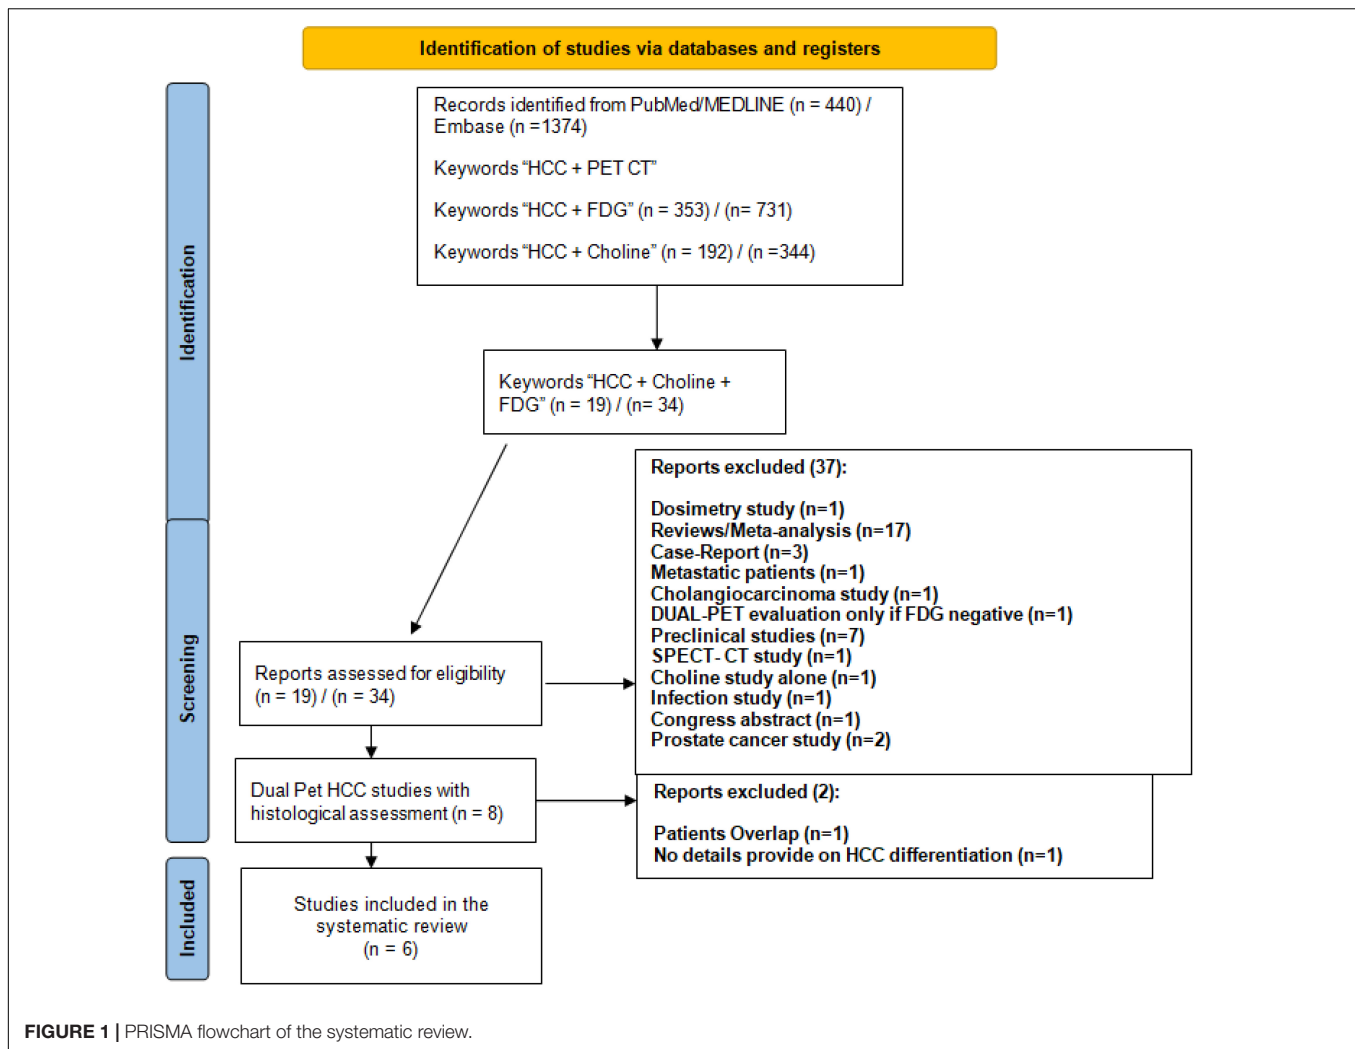 Identification of studies via databases and registers
Identification
Records identified from PubMed/MEDLINE (n = 440) /
Embase (n =1374)
Keywords “HCC + PET CT”
Keywords “HCC + FDG” (n = 353) / (n= 731)
Keywords “HCC + Choline” (n = 192) / (n =344)
Keywords “HCC + Choline +
FDG” (n = 19) / (n= 34)
Screening
Reports assessed for eligibility
(n = 19) / (n = 34)
Reports excluded (37):
Dosimetry study (n=1)
Reviews/Meta-analysis (n=17)
Case-Report (n=3)
Metastatic patients (n=1)
Cholangiocarcinoma study (n=1)
DUAL-PET evaluation only if FDG negative (n=1)
Preclinical studies (n=7)
SPECT- CT study (n=1)
Choline study alone (n=1)
Infection study (n=1)
Congress abstract (n=1)
Prostate cancer study (n=2)
Dual Pet HCC studies with
histological assessment (n = 8)
Reports excluded (2):
Patients Overlap (n=1)
No details provide on HCC differentiation (n=1)
Included
Studies included in the
systematic review
(n = 6)
FIGURE 1 | PRISMA flowchart of the systematic review.